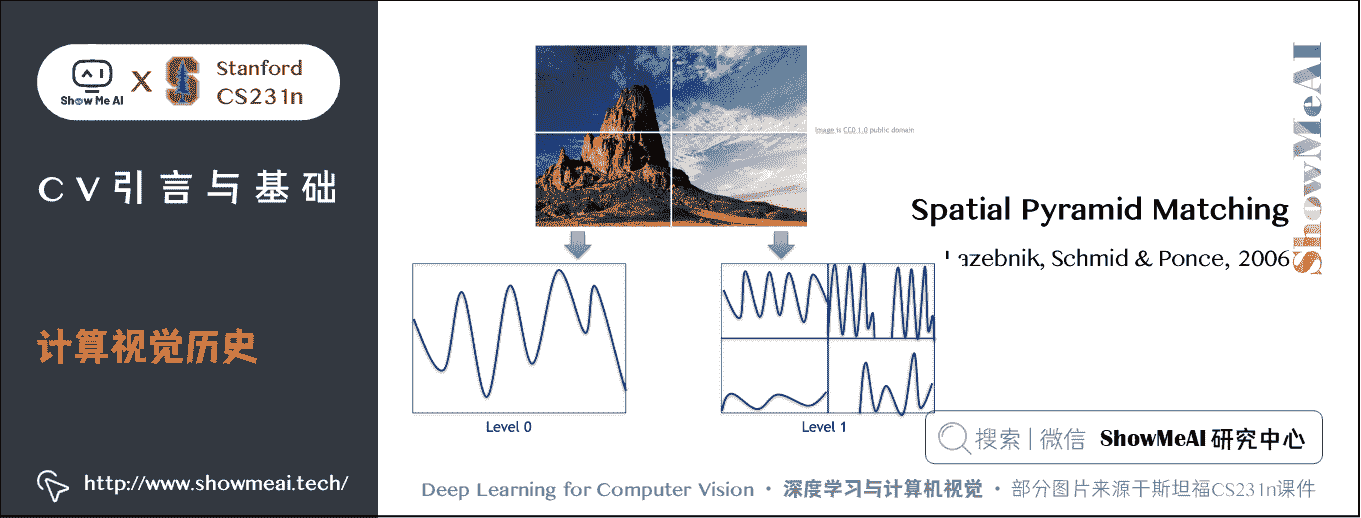 Show Me AI
X
Stanford
CS231n
CV引言与基础
计算视觉历史
http://www.showmeai.tech/
Image is CC0 1.0 public domain
ShowMeAI
Spatial Pyramid Matching
Lazebnik, Schmid & Ponce, 2006
Level 0
Level 1
搜索 | 微信 ShowMeAI 研究中心
Deep Learning for Computer Vision · 深度学习与计算机视觉 · 部分图片来源于斯坦福CS231n课件